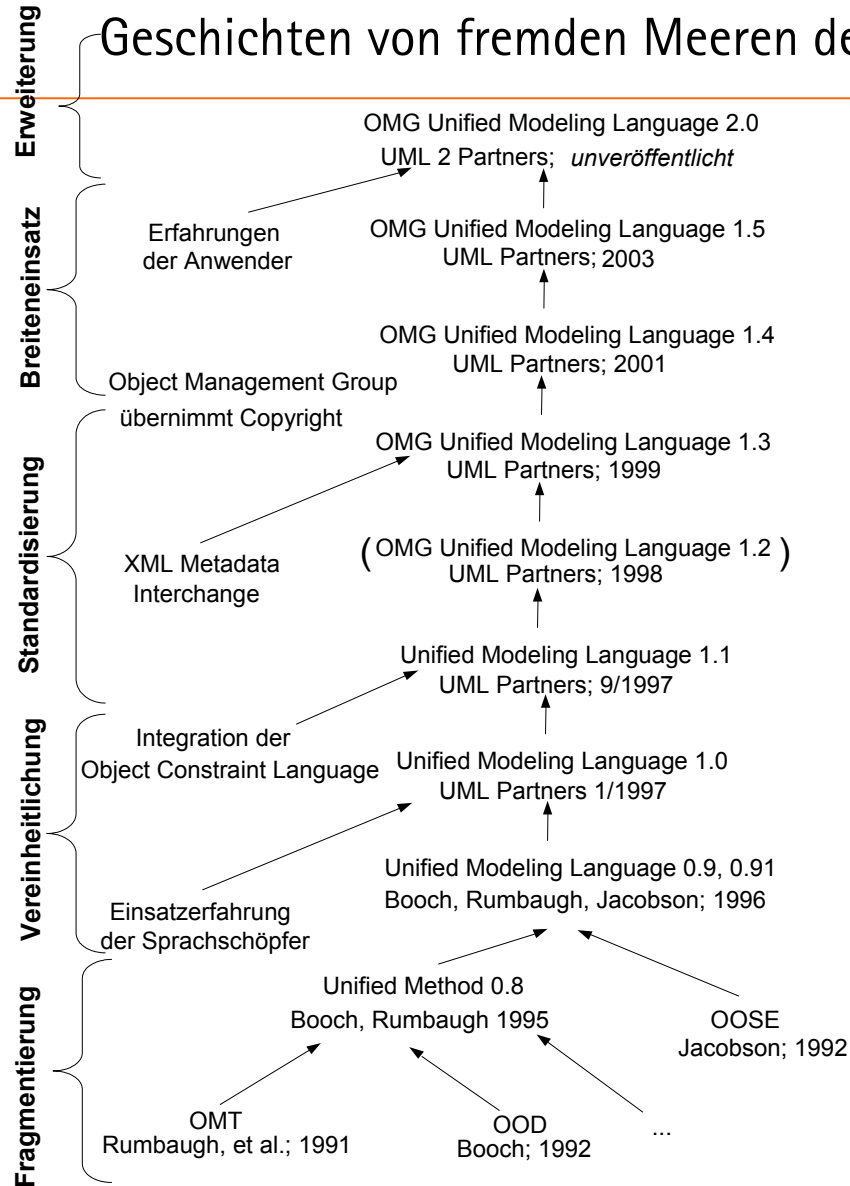 Geschichten von fremden Meeren de
Erweiterung
OMG Unified Modeling Language 2.0
UML 2 Partners; unveröffentlicht
Breiteneinsatz
Erfahrungen
der Anwender
OMG Unified Modeling Language 1.5
UML Partners; 2003
OMG Unified Modeling Language 1.4
UML Partners; 2001
Object Management Group
übernimmt Copyright
Standardisierung
OMG Unified Modeling Language 1.3
UML Partners; 1999
XML Metadata
Interchange
(OMG Unified Modeling Language 1.2 )
UML Partners; 1998
Unified Modeling Language 1.1
UML Partners; 9/1997
Vereinheitlichung
Integration der
Object Constraint Language
Unified Modeling Language 1.0
UML Partners 1/1997
Unified Modeling Language 0.9, 0.91
Booch, Rumbaugh, Jacobson; 1996
Einsatzerfahrung
der Sprachschöpfer
Fragmentierung
Unified Method 0.8
Booch, Rumbaugh 1995
OOSE
Jacobson; 1992
OMT
Rumbaugh, et al.; 1991
OOD
Booch; 1992
...